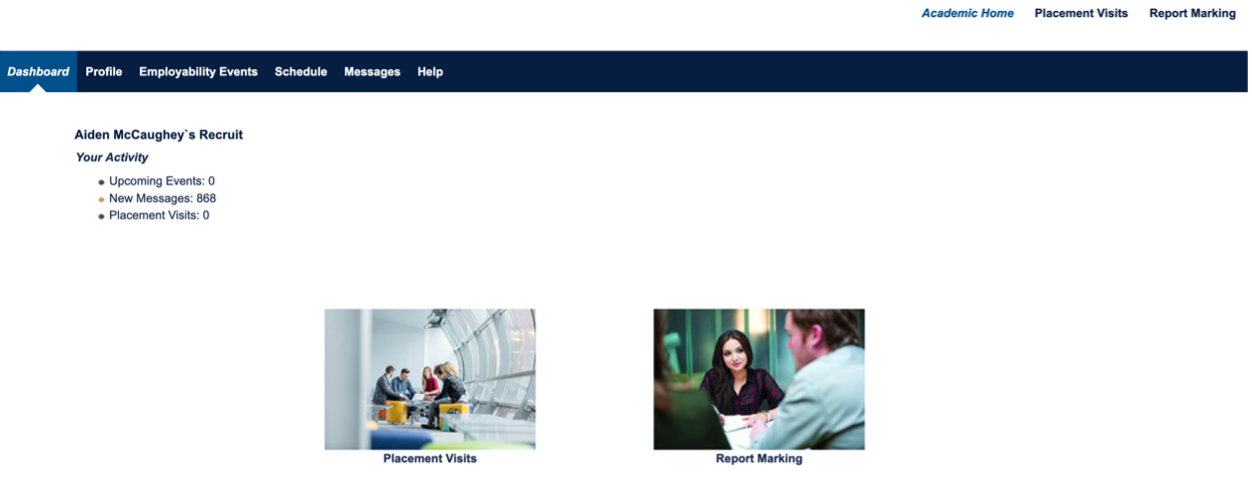 Academic Home Placement Visits Report Marking
Dashboard Profile Employability Events Schedule Messages Help
Aiden McCaughey`s Recruit
Your Activity
Upcoming Events: 0
New Messages: 868
Placement Visits: 0
Placement Visits Report Marking